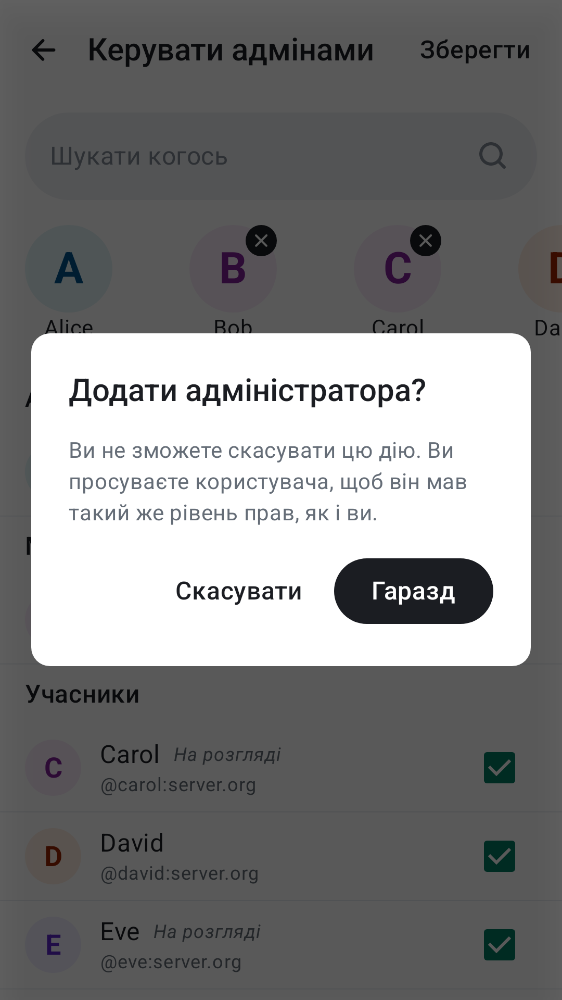 Керувати адмінами
Зберегти
Шукати когось
A
B
C
Alice
Bob
Carol
Da
Додати адміністратора?
Ви не зможете скасувати цю дію. Ви
просуваєте користувача, щоб він мав
такий же рівень прав, як і ви.
Скасувати
Гаразд
Учасники
C
Carol На розгляді
@carol:server.org
D
David
@david:server.org
E
Eve На розгляді
@eve:server.org